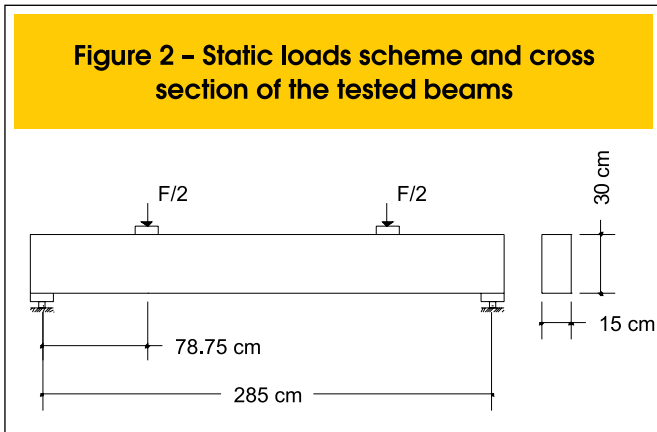 Figure 2 – Static loads scheme and cross
section of the tested beams
F/2
F/2
30 cm
15 cm
78.75 cm
285 cm